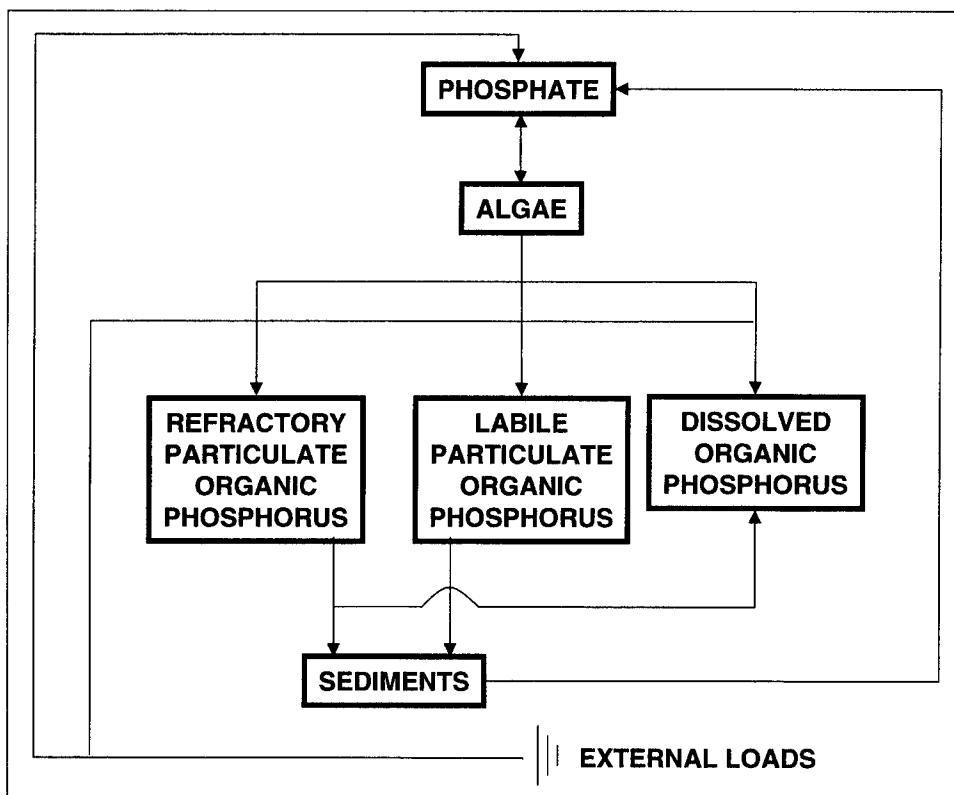 PHOSPHATE
ALGAE
REFRACTORY
PARTICULATE
ORGANIC
PHOSPHORUS
LABILE
PARTICULATE
ORGANIC
PHOSPHORUS
DISSOLVED
ORGANIC
PHOSPHORUS
SEDIMENTS
EXTERNAL LOADS